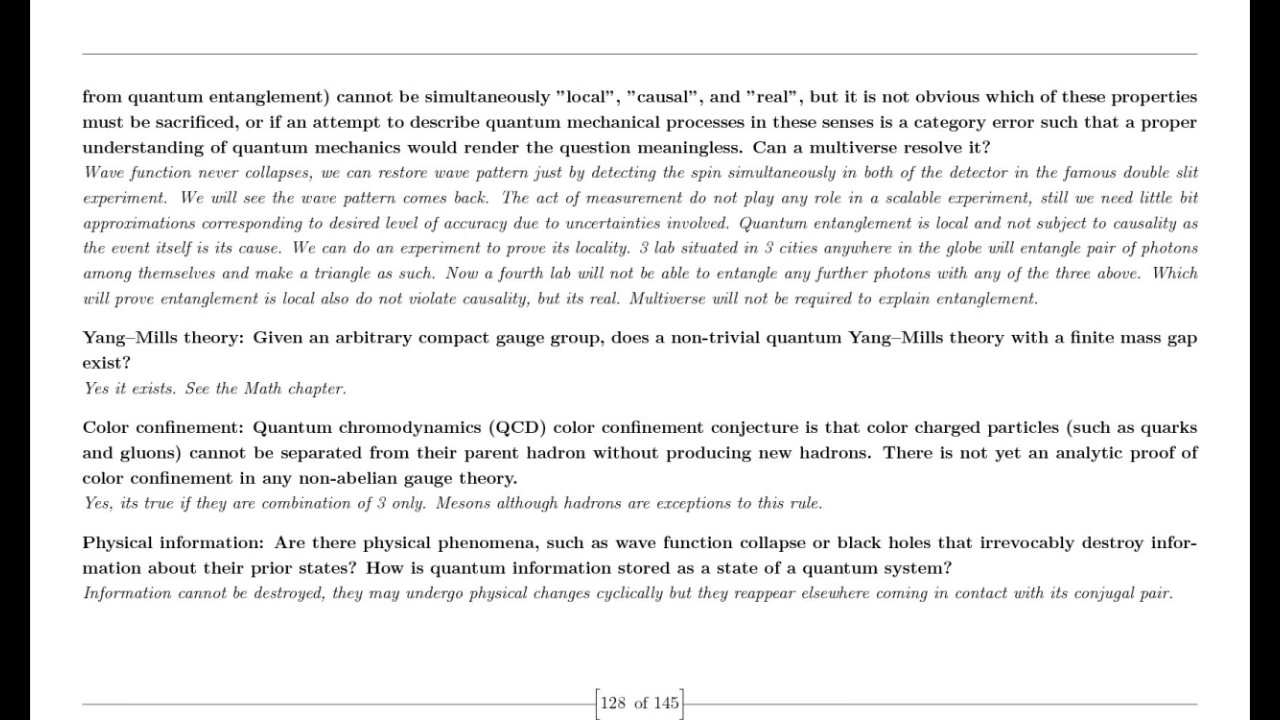 from quantum entanglement) cannot be simultaneously ”local”, ”causal”, and ”real”, but it is not obvious which of these properties
must be sacrificed, or if an attempt to describe quantum mechanical processes in these senses is a category error such that a proper
understanding of quantum mechanics would render the question meaningless. Can a multiverse resolve it?
Wave function never collapses, we can restore wave pattern just by detecting the spin simultaneously in both of the detector in the famous double slit
experiment. We will see the wave pattern comes back. The act of measurement do not play any role in a scalable experiment, still we need little bit
approximations corresponding to desired level of accuracy due to uncertainties involved. Quantum entanglement is local and not subject to causality as
the event itself is its cause. We can do an experiment to prove its locality. 3 lab situated in 3 cities anywhere in the globe will entangle pair of photons
among themselves and make a triangle as such. Now a fourth lab will not be able to entangle any further photons with any of the three above. Which
will prove entanglement is local also do not violate causality, but its real. Multiverse will not be required to explain entanglement.
Yang–Mills theory: Given an arbitrary compact gauge group, does a non-trivial quantum Yang–Mills theory with a finite mass gap
exist?
Yes it exists. See the Math chapter.
Color confinement: Quantum chromodynamics (QCD) color confinement conjecture is that color charged particles (such as quarks
and gluons) cannot be separated from their parent hadron without producing new hadrons. There is not yet an analytic proof of
color confinement in any non-abelian gauge theory.
Yes, its true if they are combination of 3 only. Mesons although hadrons are exceptions to this rule.
Physical information: Are there physical phenomena, such as wave function collapse or black holes that irrevocably destroy infor-
mation about their prior states? How is quantum information stored as a state of a quantum system?
Information cannot be destroyed, they may undergo physical changes cyclically but they reappear elsewhere coming in contact with its conjugal pair.
128 of 145